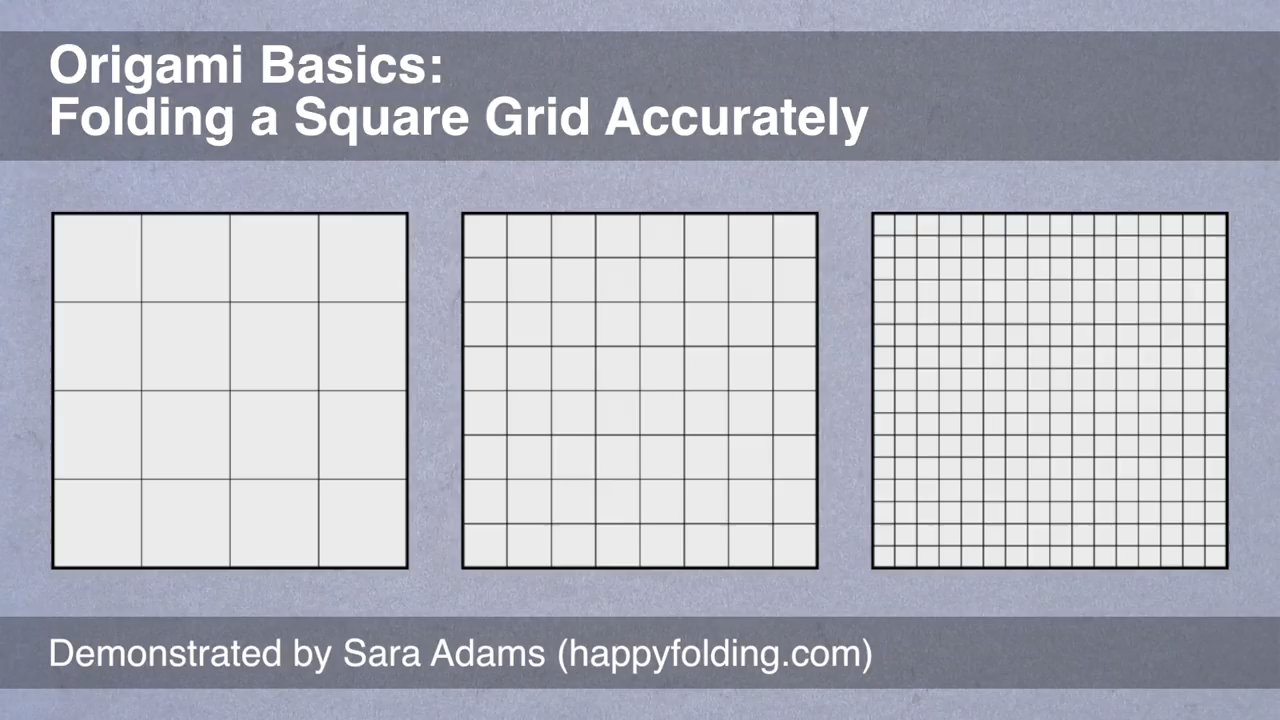 Origami Basics:
Folding a Square Grid Accurately
Demonstrated by Sara Adams (happyfolding.com)